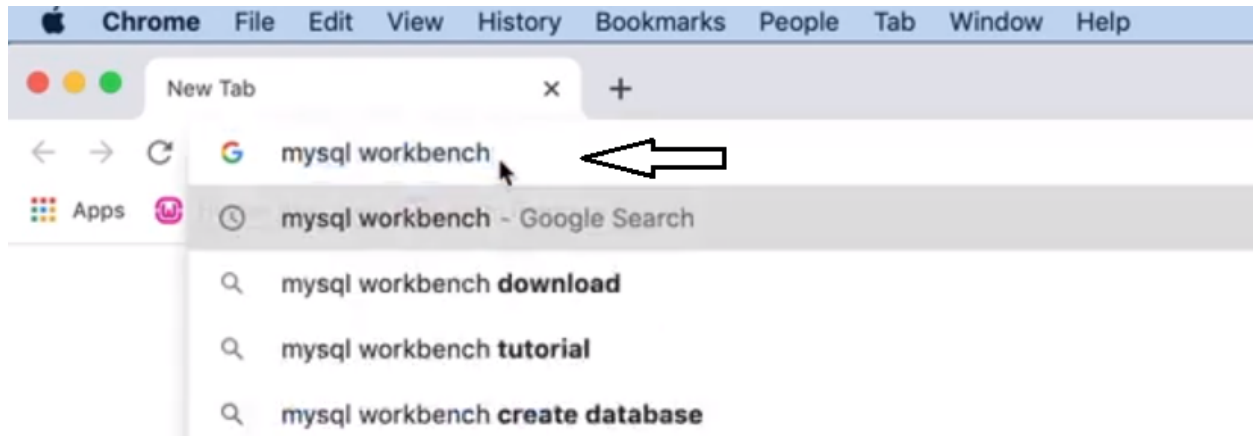 Chrome File Edit View History Bookmarks People Tab Window Help
New Tab
mysql workbench
Apps
mysql workbench - Google Search
mysql workbench download
mysql workbench tutorial
mysql workbench create database